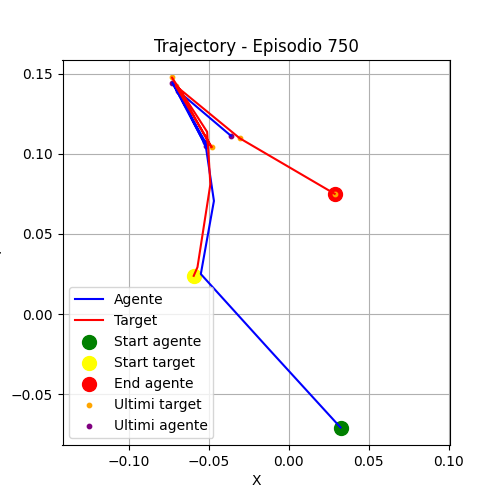 Trajectory - Episodio 750
0.15
0.10
0.05
0.00
−0.05
Agente
Target
Start agente
Start target
End agente
Ultimi target
Ultimi agente
−0.10
−0.05
0.00
0.05
0.10
X